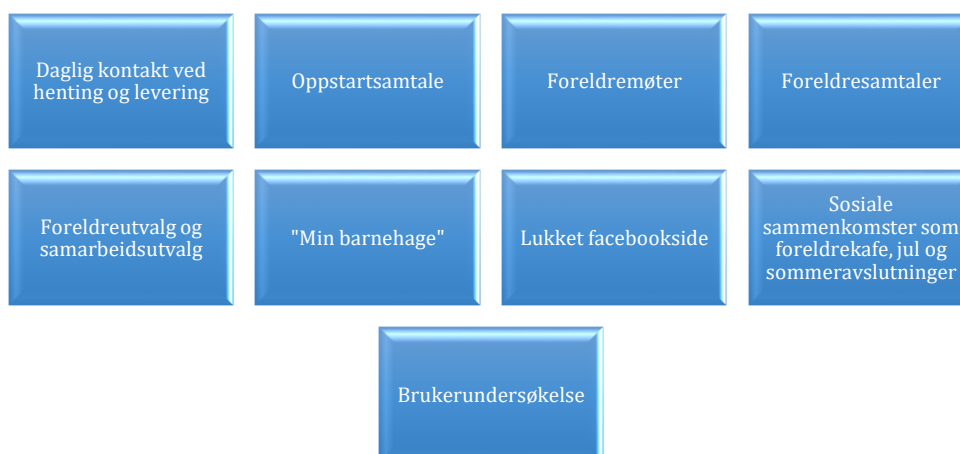 Daglig kontakt ved
henting og levering
Oppstartsamtale
Foreldremøter
Foreldresamtaler
Foreldreutvalg og
samarbeidsutvalg
"Min barnehage"
Lukket facebookside
Sosiale
sammenkomster som
foreldrekafe, jul og
sommeravslutninger
Brukerundersøkelse